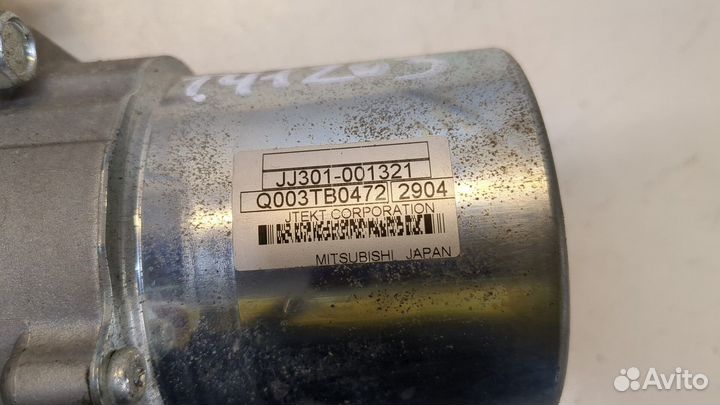 JJ301-001321
Q003TB0472 2904
JTEKT CORPORATION
MITSUBISHI JAPAN
Avito